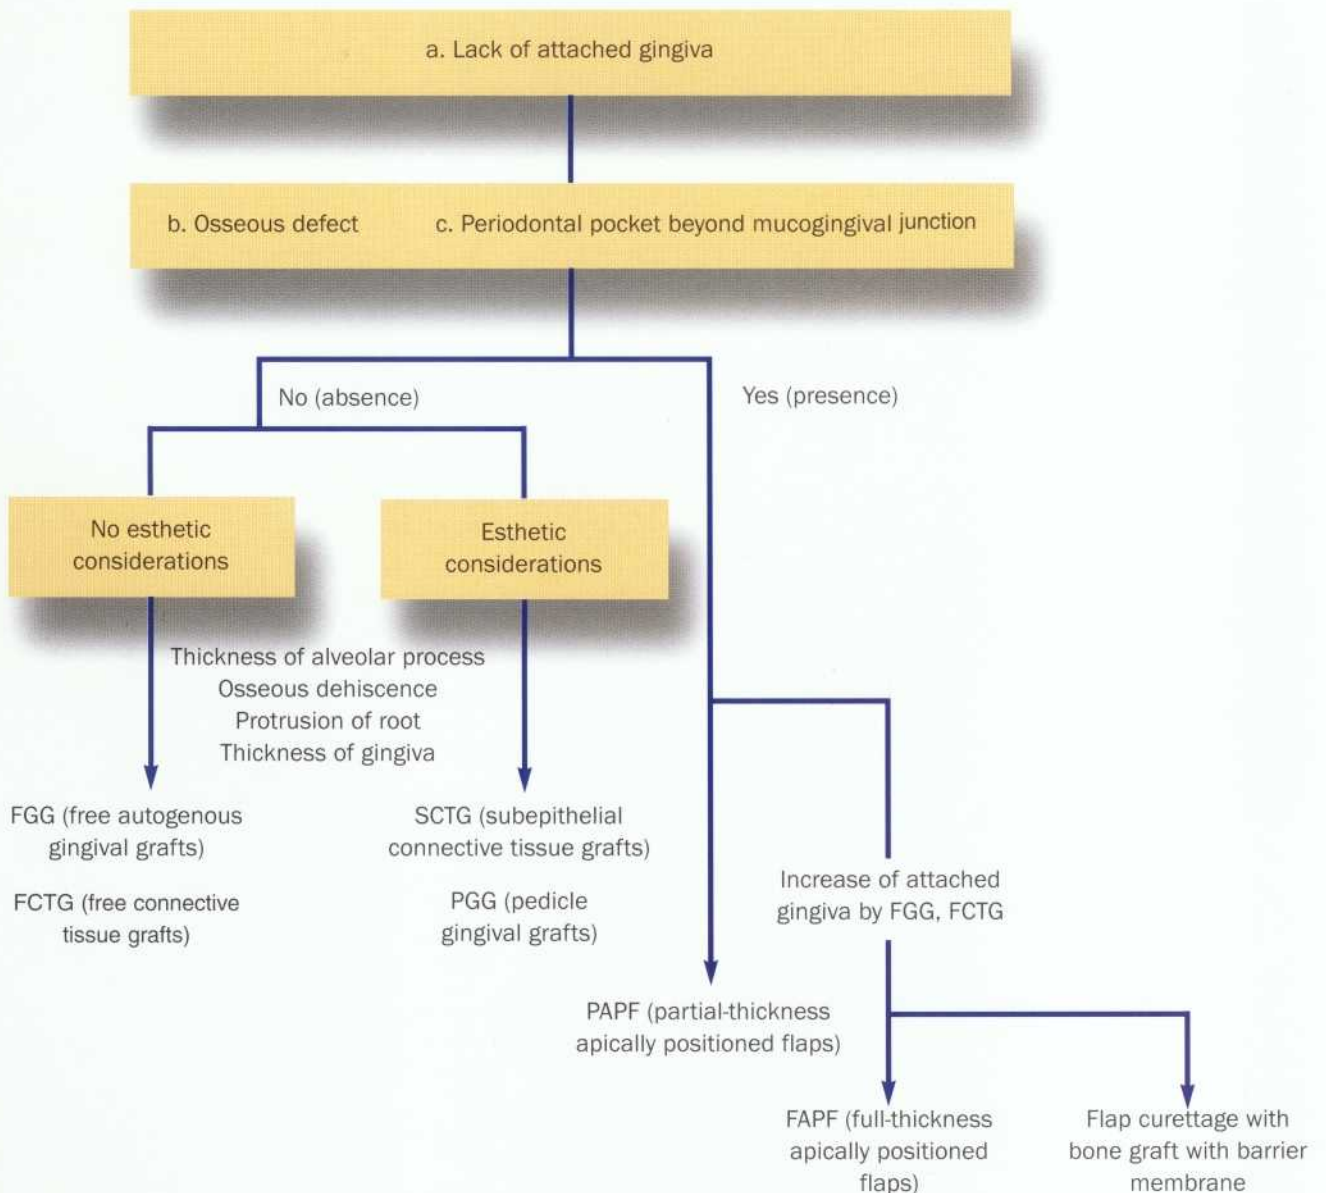 a. Lack of attached gingiva
b. Osseous defect
c. Periodontal pocket beyond mucogingival junction
No (absence)
Yes (presence)
No esthetic
considerations
Esthetic
considerations
Thickness of alveolar process
Osseous dehiscence
Protrusion of root
Thickness of gingiva
FGG (free autogenous
gingival grafts)
FCTG (free connective
tissue grafts)
SCTG (subepithelial
connective tissue grafts)
PGG (pedicle
gingival grafts)
Increase of attached
gingiva by FGG, FCTG
PAPF (partial-thickness
apically positioned flaps)
FAPF (full-thickness
apically positioned
flaps)
Flap curettage with
bone graft with barrier
membrane